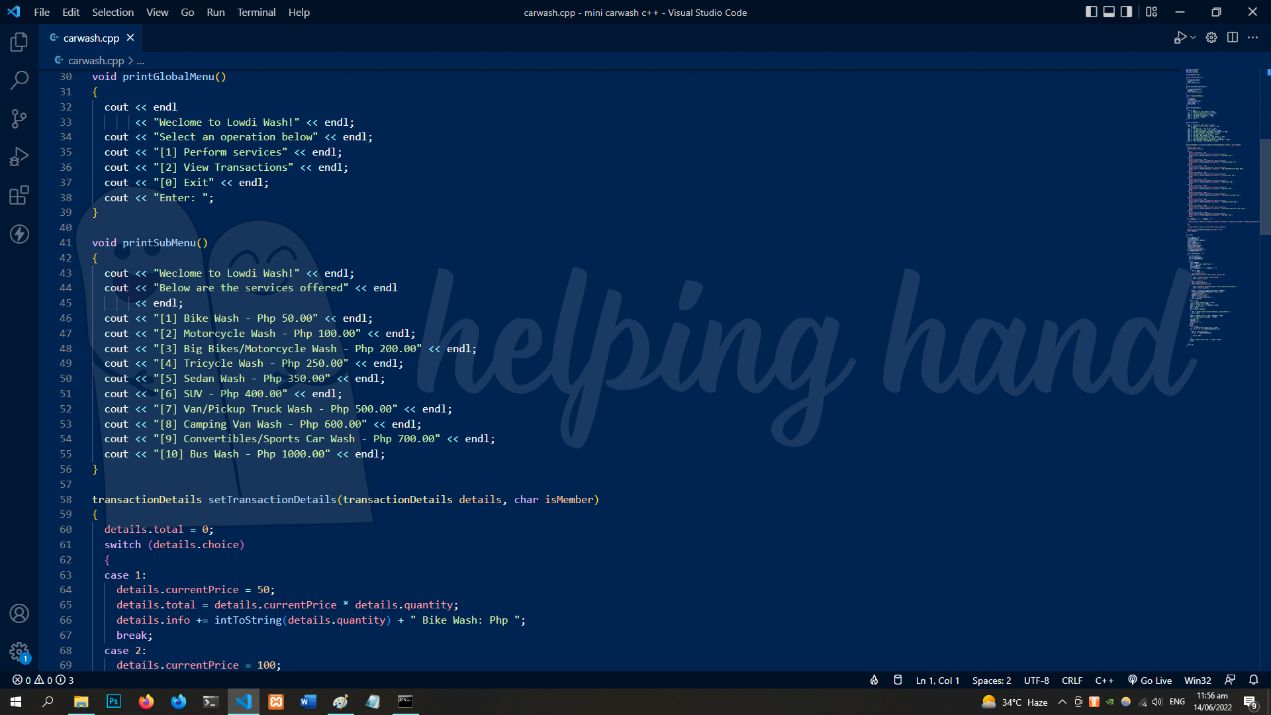 File Edit Selection View Go Run Terminal Help
carwash.cpp - mini carwash c++ - Visual Studio Code
carwash.cpp
carwash.cpp > ...
30 void printGlobalMenu()
31 {
32 cout << endl
33 << "Weclome to Lowdi Wash!" << endl;
34 cout << "Select an operation below" << endl;
35 cout << "[1] Perform services" << endl;
36 cout << "[2] View Transactions" << endl;
37 cout << "[0] Exit" << endl;
38 cout << "Enter: ";
39 }
40
41 void printSubMenu()
42 {
43 cout << "Weclome to Lowdi Wash!" << endl;
44 cout << "Below are the services offered" << endl
45 << endl;
46 cout << "[1] Bike Wash - Php 50.00" << endl;
47 cout << "[2] Motorcycle Wash - Php 100.00" << endl;
48 cout << "[3] Big Bikes/Motorcycle Wash - Php 200.00" << endl;
49 cout << "[4] Tricycle Wash - Php 250.00" << endl;
50 cout << "[5] Sedan Wash - Php 350.00" << endl;
51 cout << "[6] SUV - Php 400.00" << endl;
52 cout << "[7] Van/Pickup Truck Wash - Php 500.00" << endl;
53 cout << "[8] Camping Van Wash - Php 600.00" << endl;
54 cout << "[9] Convertibles/Sports Car Wash - Php 700.00" << endl;
55 cout << "[10] Bus Wash - Php 1000.00" << endl;
56 }
57
58 transactionDetails setTransactionDetails(transactionDetails details, char isMember)
59 {
60 details.total = 0;
61 switch (details.choice)
62 {
63 case 1:
64 details.currentPrice = 50;
65 details.total = details.currentPrice * details.quantity;
66 details.info += intToString(details.quantity) + " Bike Wash: Php ";
67 break;
68 case 2:
69 details.currentPrice = 100;
helping hand
1
0 0 3
Ln 1, Col 1 Spaces: 2 UTF-8 CRLF C++ Go Live Win32
Ps
34°C Haze ENG 11:56 am
14/06/2022
9